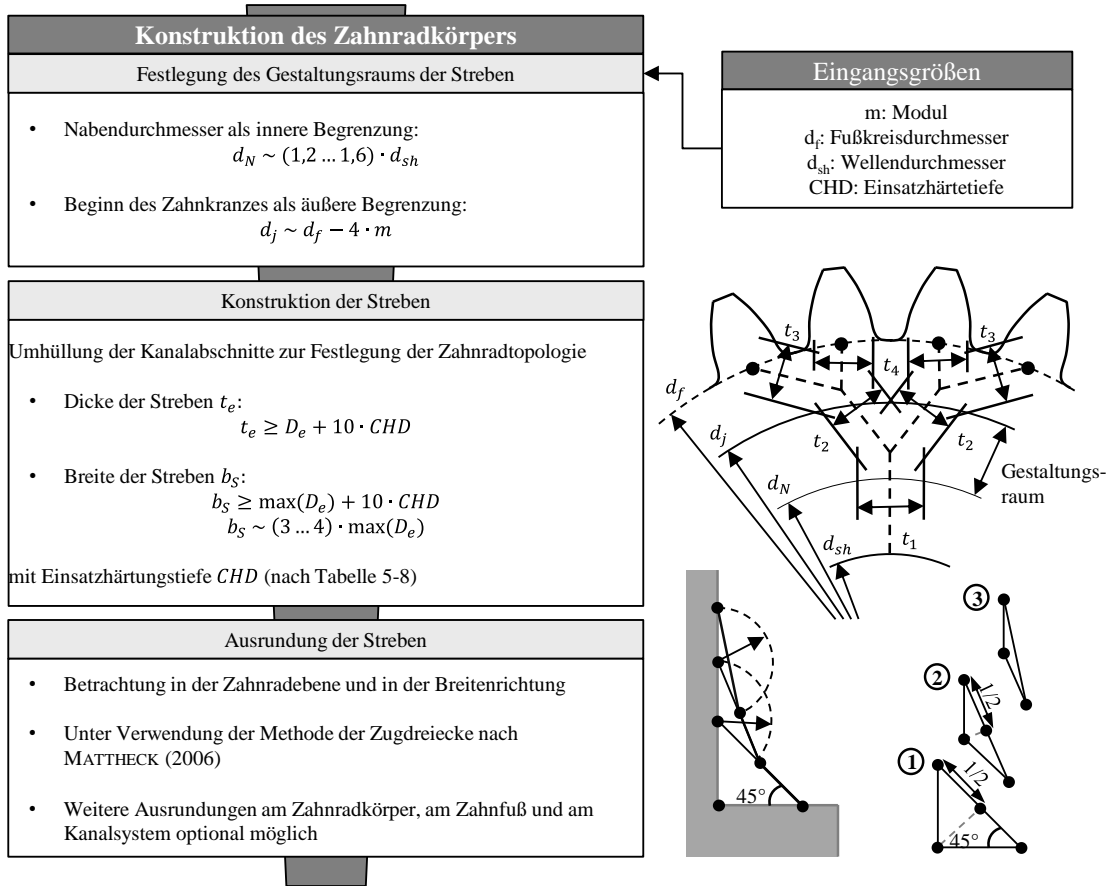 Konstruktion des Zahnradkörpers
Festlegung des Gestaltungsraums der Streben
• Nabendurchmesser als innere Begrenzung:
d_N ~ (1,2 … 1,6) · d_sh
• Beginn des Zahnkranzes als äußere Begrenzung:
d_j ~ d_f − 4 · m
Eingangsgrößen
m: Modul
d_f: Fußkreisdurchmesser
d_sh: Wellendurchmesser
CHD: Einsatzhärtetiefe
Konstruktion der Streben
Umhüllung der Kanalabschnitte zur Festlegung der Zahnradtopologie
• Dicke der Streben t_e:
t_e ≥ D_e + 10 · CHD
• Breite der Streben b_S:
b_S ≥ max(D_e) + 10 · CHD
b_S ~ (3 … 4) · max(D_e)
mit Einsatzhärtungstiefe CHD (nach Tabelle 5-8)
t_3
t_3
t_4
d_f
d_j
t_2
t_2
Gestaltungs-
raum
d_N
d_sh
t_1
Ausrundung der Streben
• Betrachtung in der Zahnradebene und in der Breitenrichtung
• Unter Verwendung der Methode der Zugdreiecke nach
MATTHECK (2006)
• Weitere Ausrundungen am Zahnradkörper, am Zahnfuß und am
Kanalsystem optional möglich
45°
3
2
1/2
1
1/2
45°